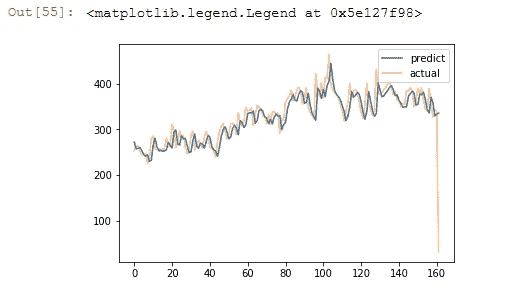 Out[55]: <matplotlib.legend.Legend at 0x5e127f98>
predict
actual
400
300
200
100
0 20 40 60 80 100 120 140 160